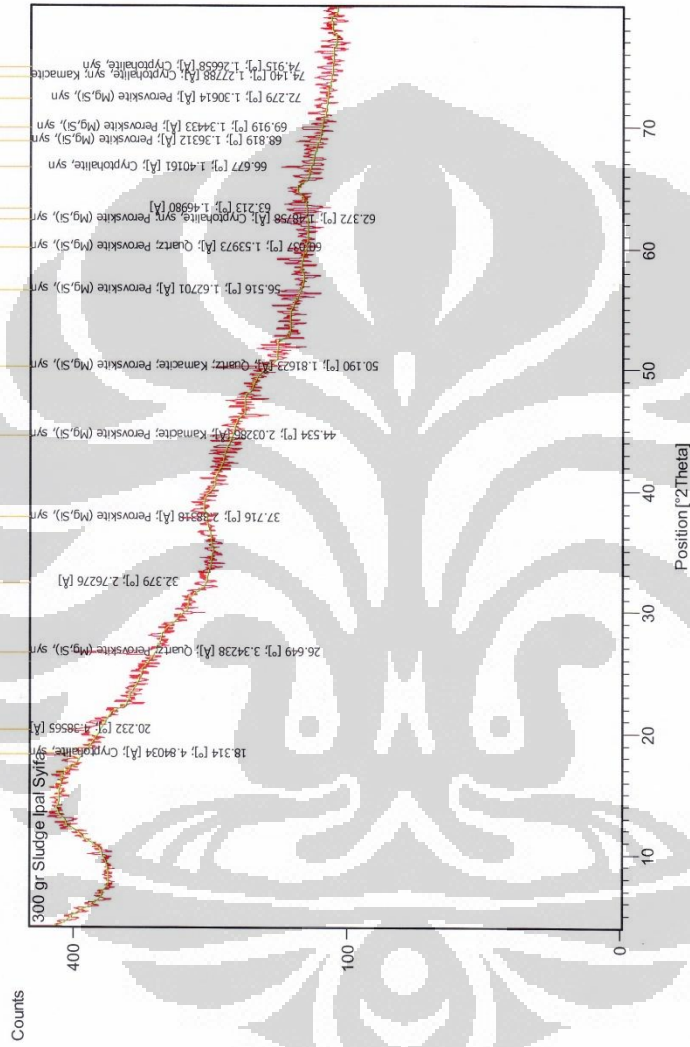 Counts
300 gr Sludge Ipal Syifa
400
100
0
18.314 [°]; 4.84034 [Å]; Cryptohalite, syn
20.232 [°]; 4.38565 [Å]
26.649 [°]; 3.34238 [Å]; Quartz; Perovskite (Mg,Si), syn
32.379 [°]; 2.76276 [Å]
37.716 [°]; 2.38318 [Å]; Perovskite (Mg,Si), syn
44.534 [°]; 2.03286 [Å]; Kamacite; Perovskite (Mg,Si), syn
50.190 [°]; 1.81623 [Å]; Quartz; Kamacite; Perovskite (Mg,Si), syn
56.516 [°]; 1.62701 [Å]; Perovskite (Mg,Si), syn
60.037 [°]; 1.53973 [Å]; Quartz; Perovskite (Mg,Si), syn
62.372 [°]; 1.48758 [Å]; Cryptohalite, syn; Perovskite (Mg,Si), syn
63.213 [°]; 1.46980 [Å]
66.677 [°]; 1.40161 [Å]; Cryptohalite, syn
68.819 [°]; 1.36312 [Å]; Perovskite (Mg,Si), syn
69.919 [°]; 1.34433 [Å]; Perovskite (Mg,Si), syn
72.279 [°]; 1.30614 [Å]; Perovskite (Mg,Si), syn
74.140 [°]; 1.27788 [Å]; Cryptohalite, syn; Kamacite
74.915 [°]; 1.26658 [Å]; Cryptohalite, syn
10
20
30
40
50
60
70
Position [°2Theta]